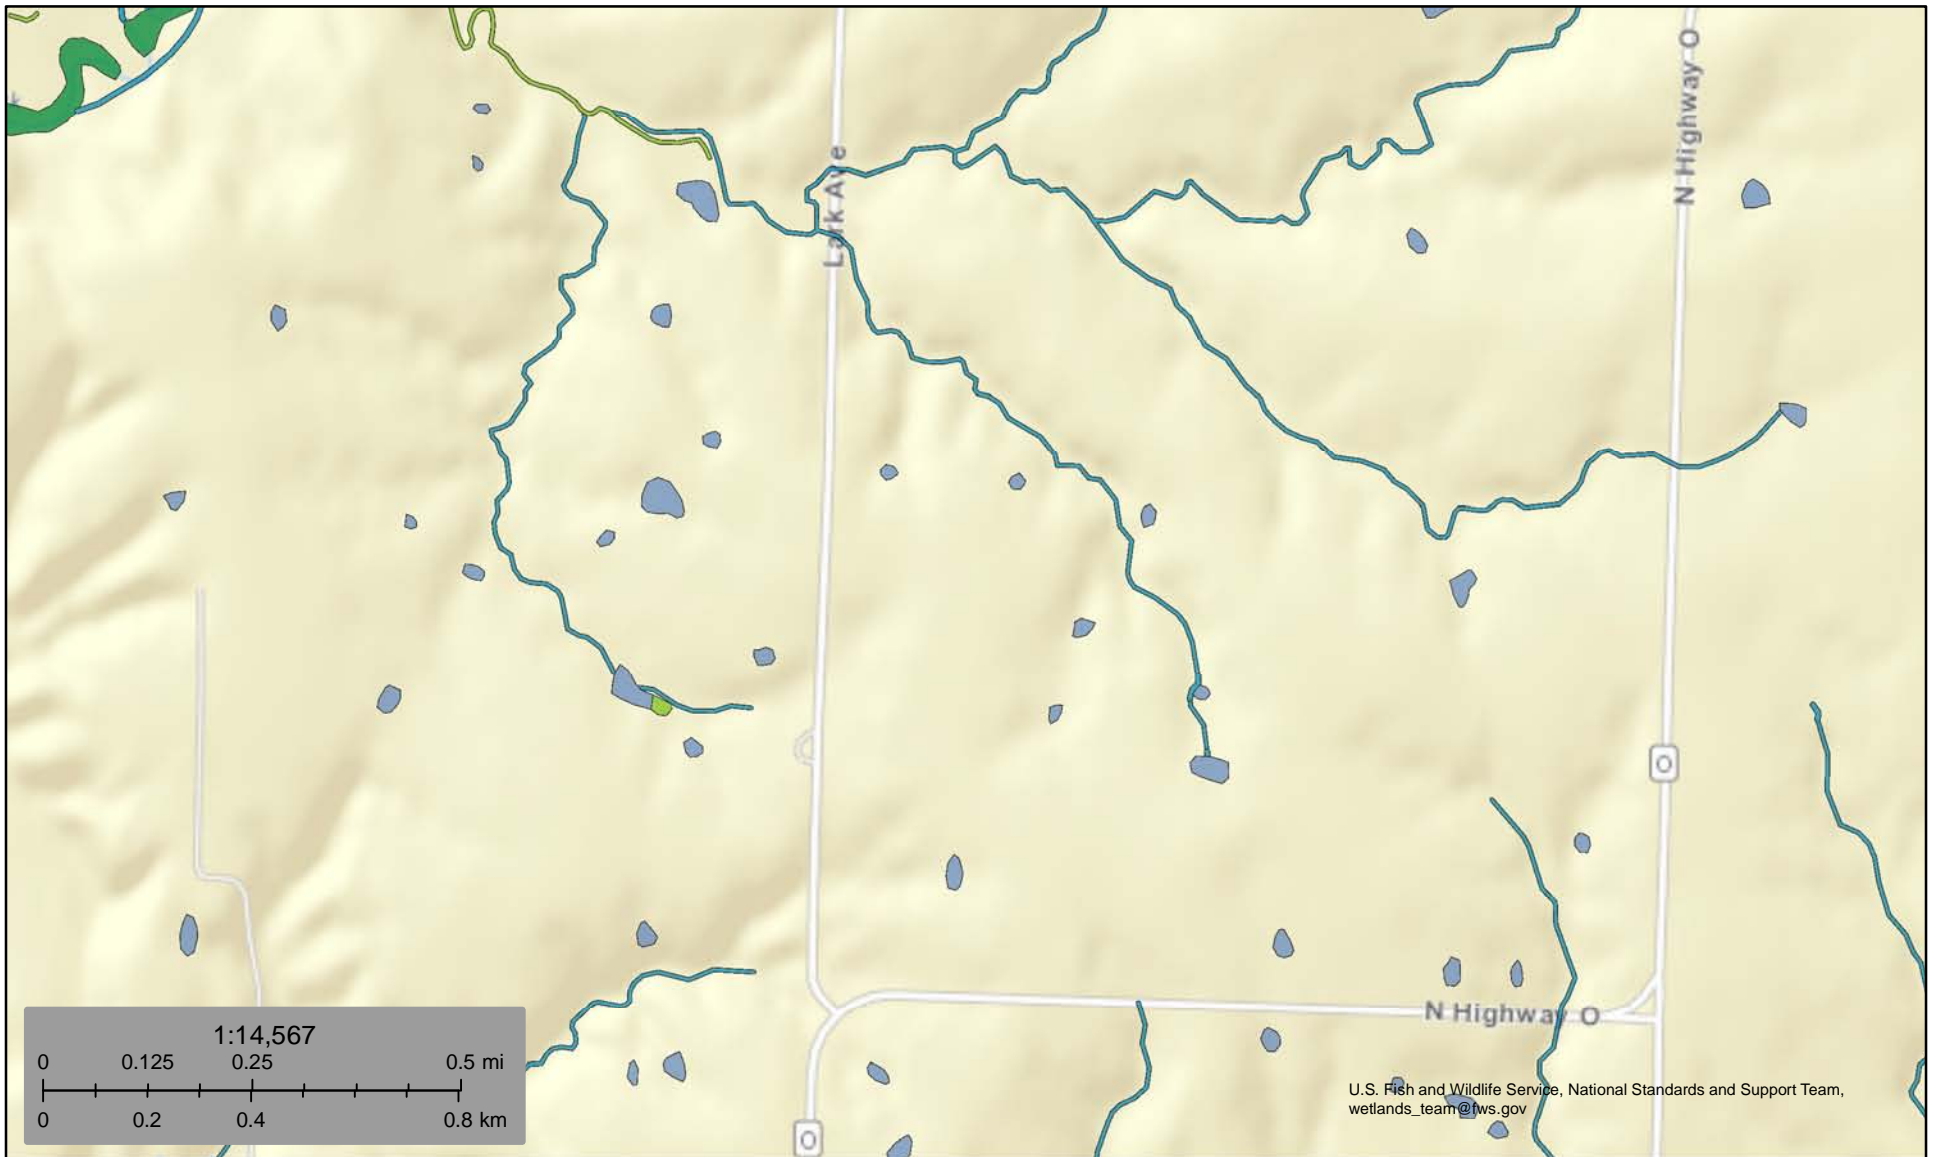 N Highway O
Lark Ave
O
N Highway O
1:14,567
0 0.125 0.25 0.5 mi
0 0.2 0.4 0.8 km
U.S. Fish and Wildlife Service, National Standards and Support Team,
wetlands_team@fws.gov
O